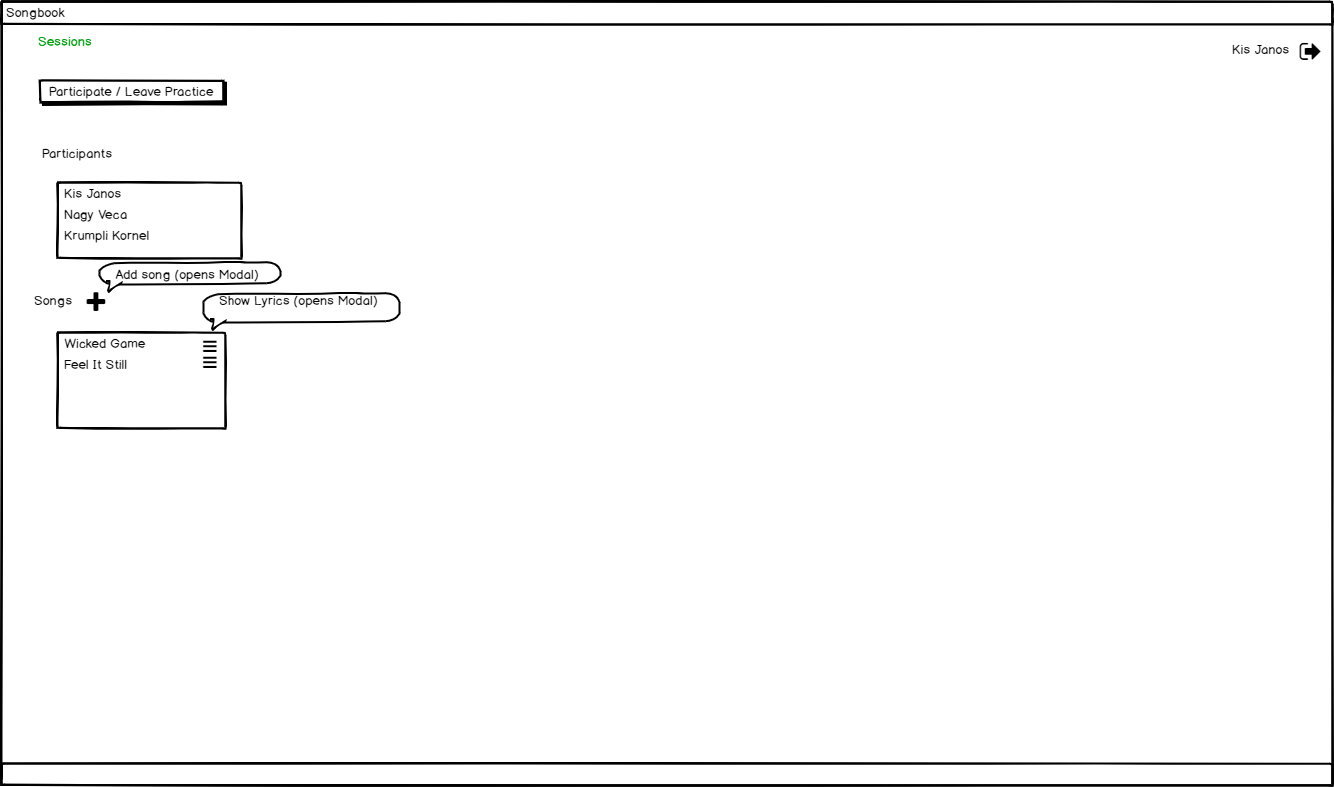 Songbook
Sessions
Kis Janos
Participate / Leave Practice
Participants
Kis Janos
Nagy Veca
Krumpli Kornel
Add song (opens Modal)
Songs
Show Lyrics (opens Modal)
Wicked Game
Feel It Still